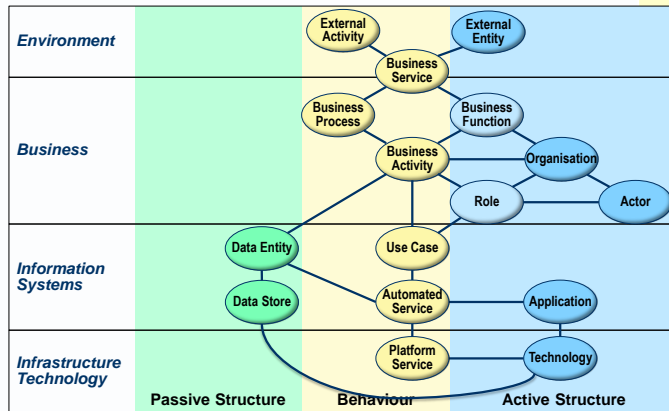 Environment
External
Activity
External
Entity
Business
Service
Business
Business
Process
Business
Function
Business
Activity
Organisation
Role
Actor
Information
Systems
Data Entity
Use Case
Data Store
Automated
Service
Application
Infrastructure
Technology
Platform
Service
Technology
Passive Structure
Behaviour
Active Structure